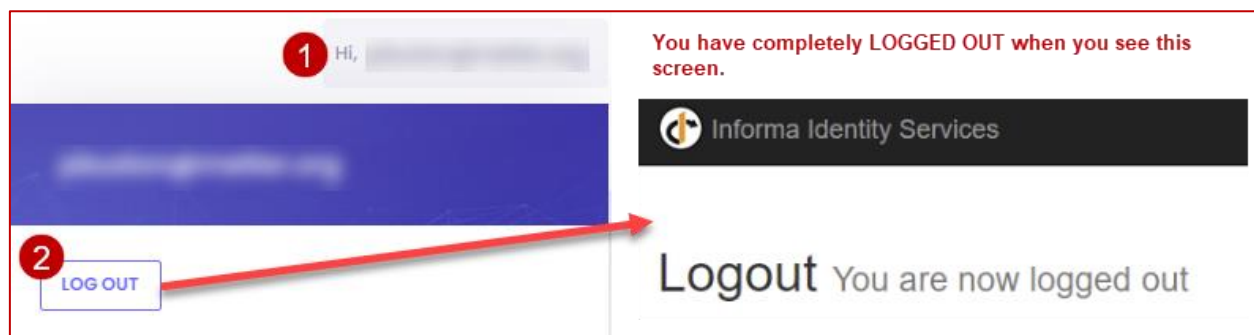 1 Hi,
2
LOG OUT
You have completely LOGGED OUT when you see this
screen.
Informa Identity Services
Logout You are now logged out